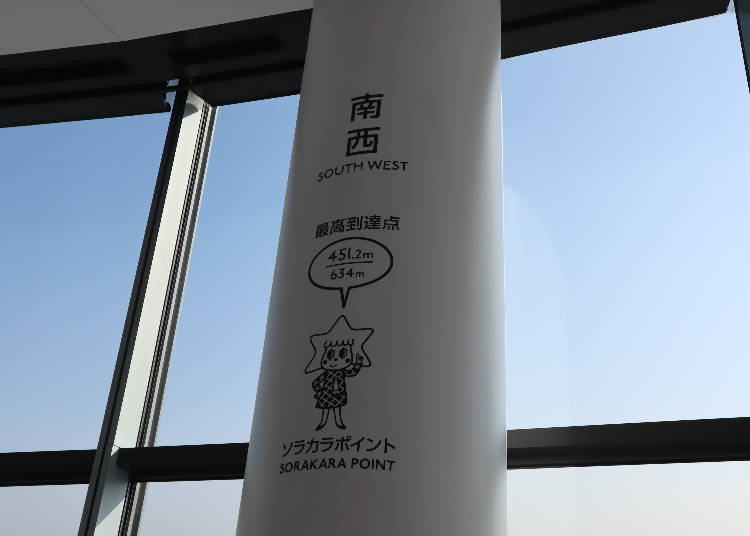 南
西
SOUTH WEST
最高到達点
451.2m
634m
ソラカラポイント
SORAKARA POINT